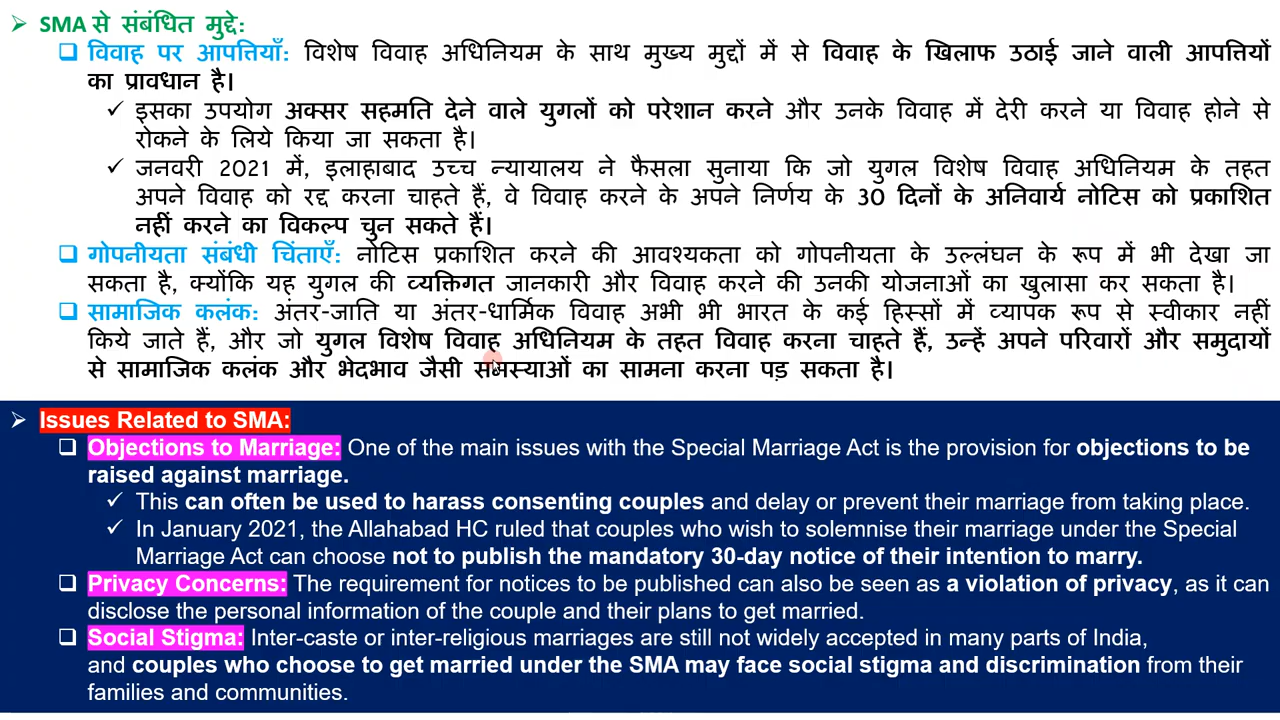 ➢ SMA से संबंधित मुद्दे:
❑ विवाह पर आपत्तियाँ: विशेष विवाह अधिनियम के साथ मुख्य मुद्दों में से विवाह के खिलाफ उठाई जाने वाली आपत्तियों
का प्रावधान है।
✓ इसका उपयोग अक्सर सहमति देने वाले युगलों को परेशान करने और उनके विवाह में देरी करने या विवाह होने से
रोकने के लिये किया जा सकता है।
✓ जनवरी 2021 में, इलाहाबाद उच्च न्यायालय ने फैसला सुनाया कि जो युगल विशेष विवाह अधिनियम के तहत
अपने विवाह को रद्द करना चाहते हैं, वे विवाह करने के अपने निर्णय के 30 दिनों के अनिवार्य नोटिस को प्रकाशित
नहीं करने का विकल्प चुन सकते हैं।
❑ गोपनीयता संबंधी चिंताएँ: नोटिस प्रकाशित करने की आवश्यकता को गोपनीयता के उल्लंघन के रूप में भी देखा जा
सकता है, क्योंकि यह युगल की व्यक्तिगत जानकारी और विवाह करने की उनकी योजनाओं का खुलासा कर सकता है।
❑ सामाजिक कलंक: अंतर-जाति या अंतर-धार्मिक विवाह अभी भी भारत के कई हिस्सों में व्यापक रूप से स्वीकार नहीं
किये जाते हैं, और जो युगल विशेष विवाह अधिनियम के तहत विवाह करना चाहते हैं, उन्हें अपने परिवारों और समुदायों
से सामाजिक कलंक और भेदभाव जैसी समस्याओं का सामना करना पड़ सकता है।
➢ Issues Related to SMA:
❑ Objections to Marriage: One of the main issues with the Special Marriage Act is the provision for objections to be
raised against marriage.
✓ This can often be used to harass consenting couples and delay or prevent their marriage from taking place.
✓ In January 2021, the Allahabad HC ruled that couples who wish to solemnise their marriage under the Special
Marriage Act can choose not to publish the mandatory 30-day notice of their intention to marry.
❑ Privacy Concerns: The requirement for notices to be published can also be seen as a violation of privacy, as it can
disclose the personal information of the couple and their plans to get married.
❑ Social Stigma: Inter-caste or inter-religious marriages are still not widely accepted in many parts of India,
and couples who choose to get married under the SMA may face social stigma and discrimination from their
families and communities.